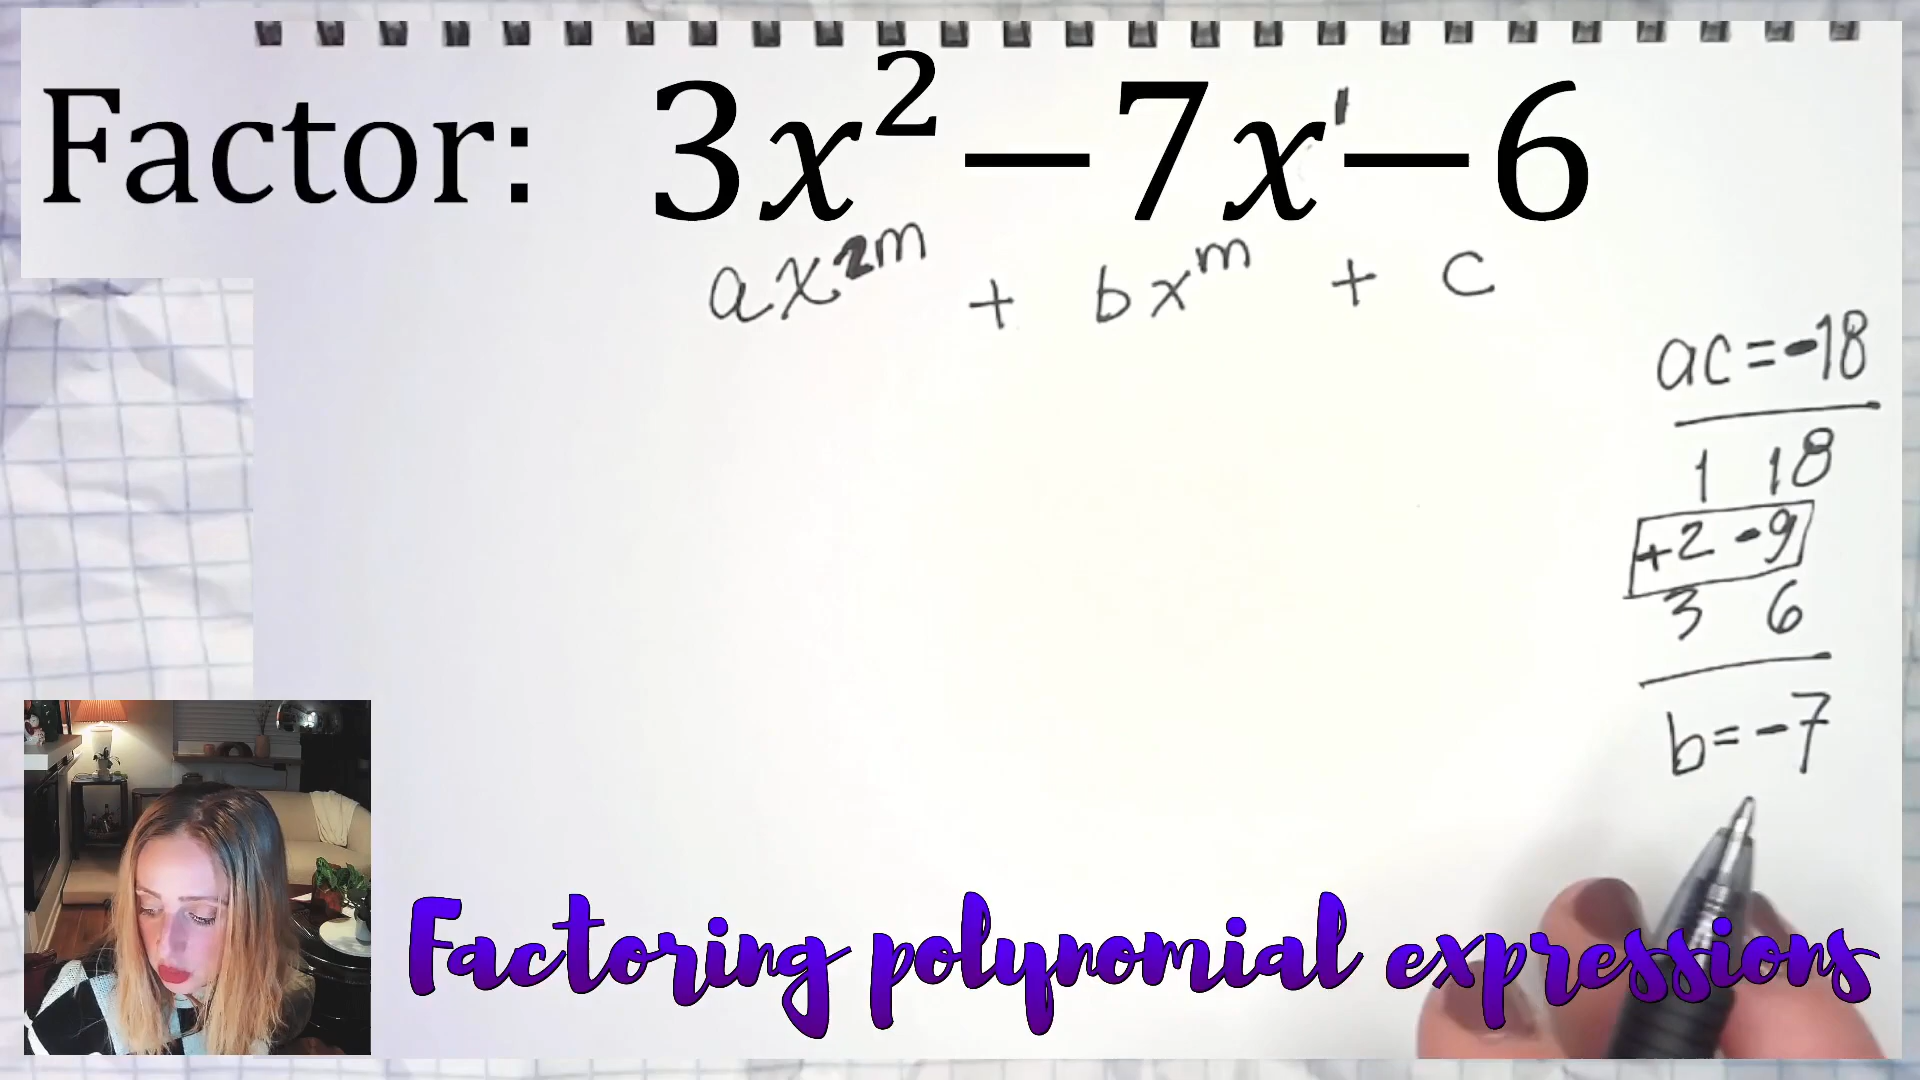 Factor: 3x² – 7x¹ – 6
ax²ᵐ + bxᵐ + c
ac = -18
1 18
+2 -9
3 6
b = -7
Factoring polynomial expressions